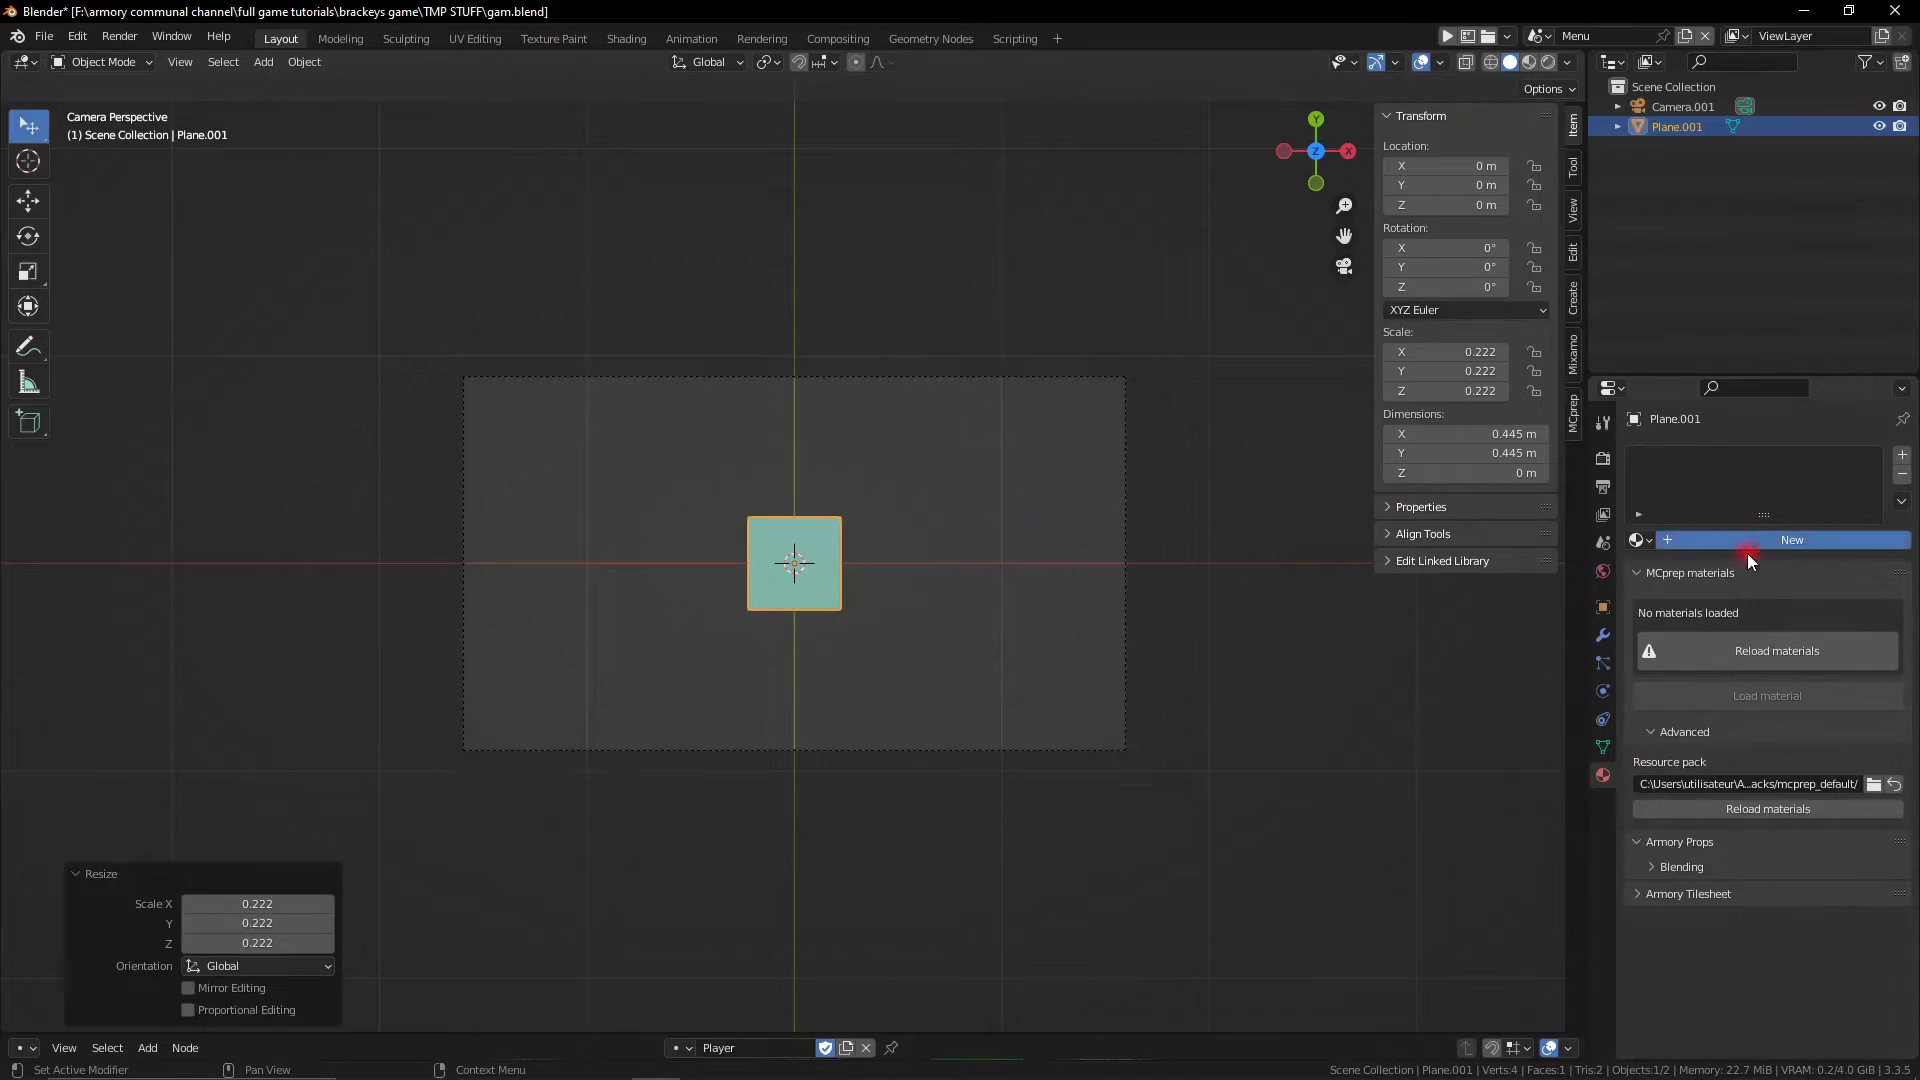 Blender* [F:\armory communal channel\full game tutorials\brackeys game\TMP STUFF\gam.blend]
File Edit Render Window Help
Layout Modeling Sculpting UV Editing Texture Paint Shading Animation Rendering Compositing Geometry Nodes Scripting +
Menu
ViewLayer
Object Mode View Select Add Object
Global
Options
Camera Perspective
(1) Scene Collection | Plane.001
Y
Z
X
Transform
Location:
X 0 m
Y 0 m
Z 0 m
Rotation:
X 0°
Y 0°
Z 0°
XYZ Euler
Scale:
X 0.222
Y 0.222
Z 0.222
Dimensions:
X 0.445 m
Y 0.445 m
Z 0 m
Properties
Align Tools
Edit Linked Library
Item
Tool
View
Edit
Create
Mixamo
MCprep
Scene Collection
Camera.001
Plane.001
Plane.001
+ New
MCprep materials
No materials loaded
Reload materials
Load material
Advanced
Resource pack
C:\Users\utilisateur\A...acks/mcprep_default/
Reload materials
Armory Props
Blending
Armory Tilesheet
Resize
Scale X 0.222
Y 0.222
Z 0.222
Orientation Global
Mirror Editing
Proportional Editing
View Select Add Node
Player
Set Active Modifier
Pan View
Context Menu
Scene Collection | Plane.001 | Verts:4 | Faces:1 | Tris:2 | Objects:1/2 | Memory: 22.7 MiB | VRAM: 0.2/4.0 GiB | 3.3.5